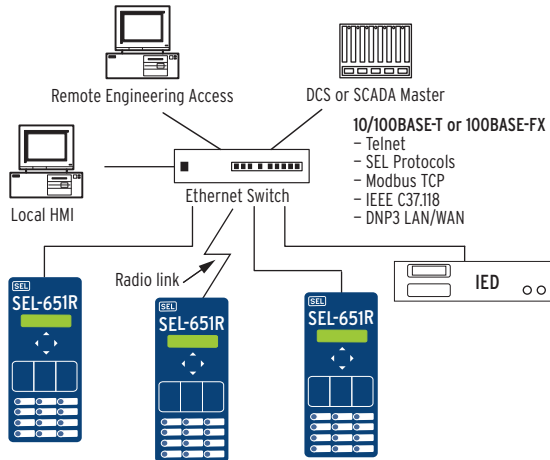 Remote Engineering Access
DCS or SCADA Master
10/100BASE-T or 100BASE-FX
– Telnet
– SEL Protocols
– Modbus TCP
– IEEE C37.118
– DNP3 LAN/WAN
Local HMI
Ethernet Switch
Radio link
IED
SEL
SEL-651R
SEL
SEL-651R
SEL
SEL-651R